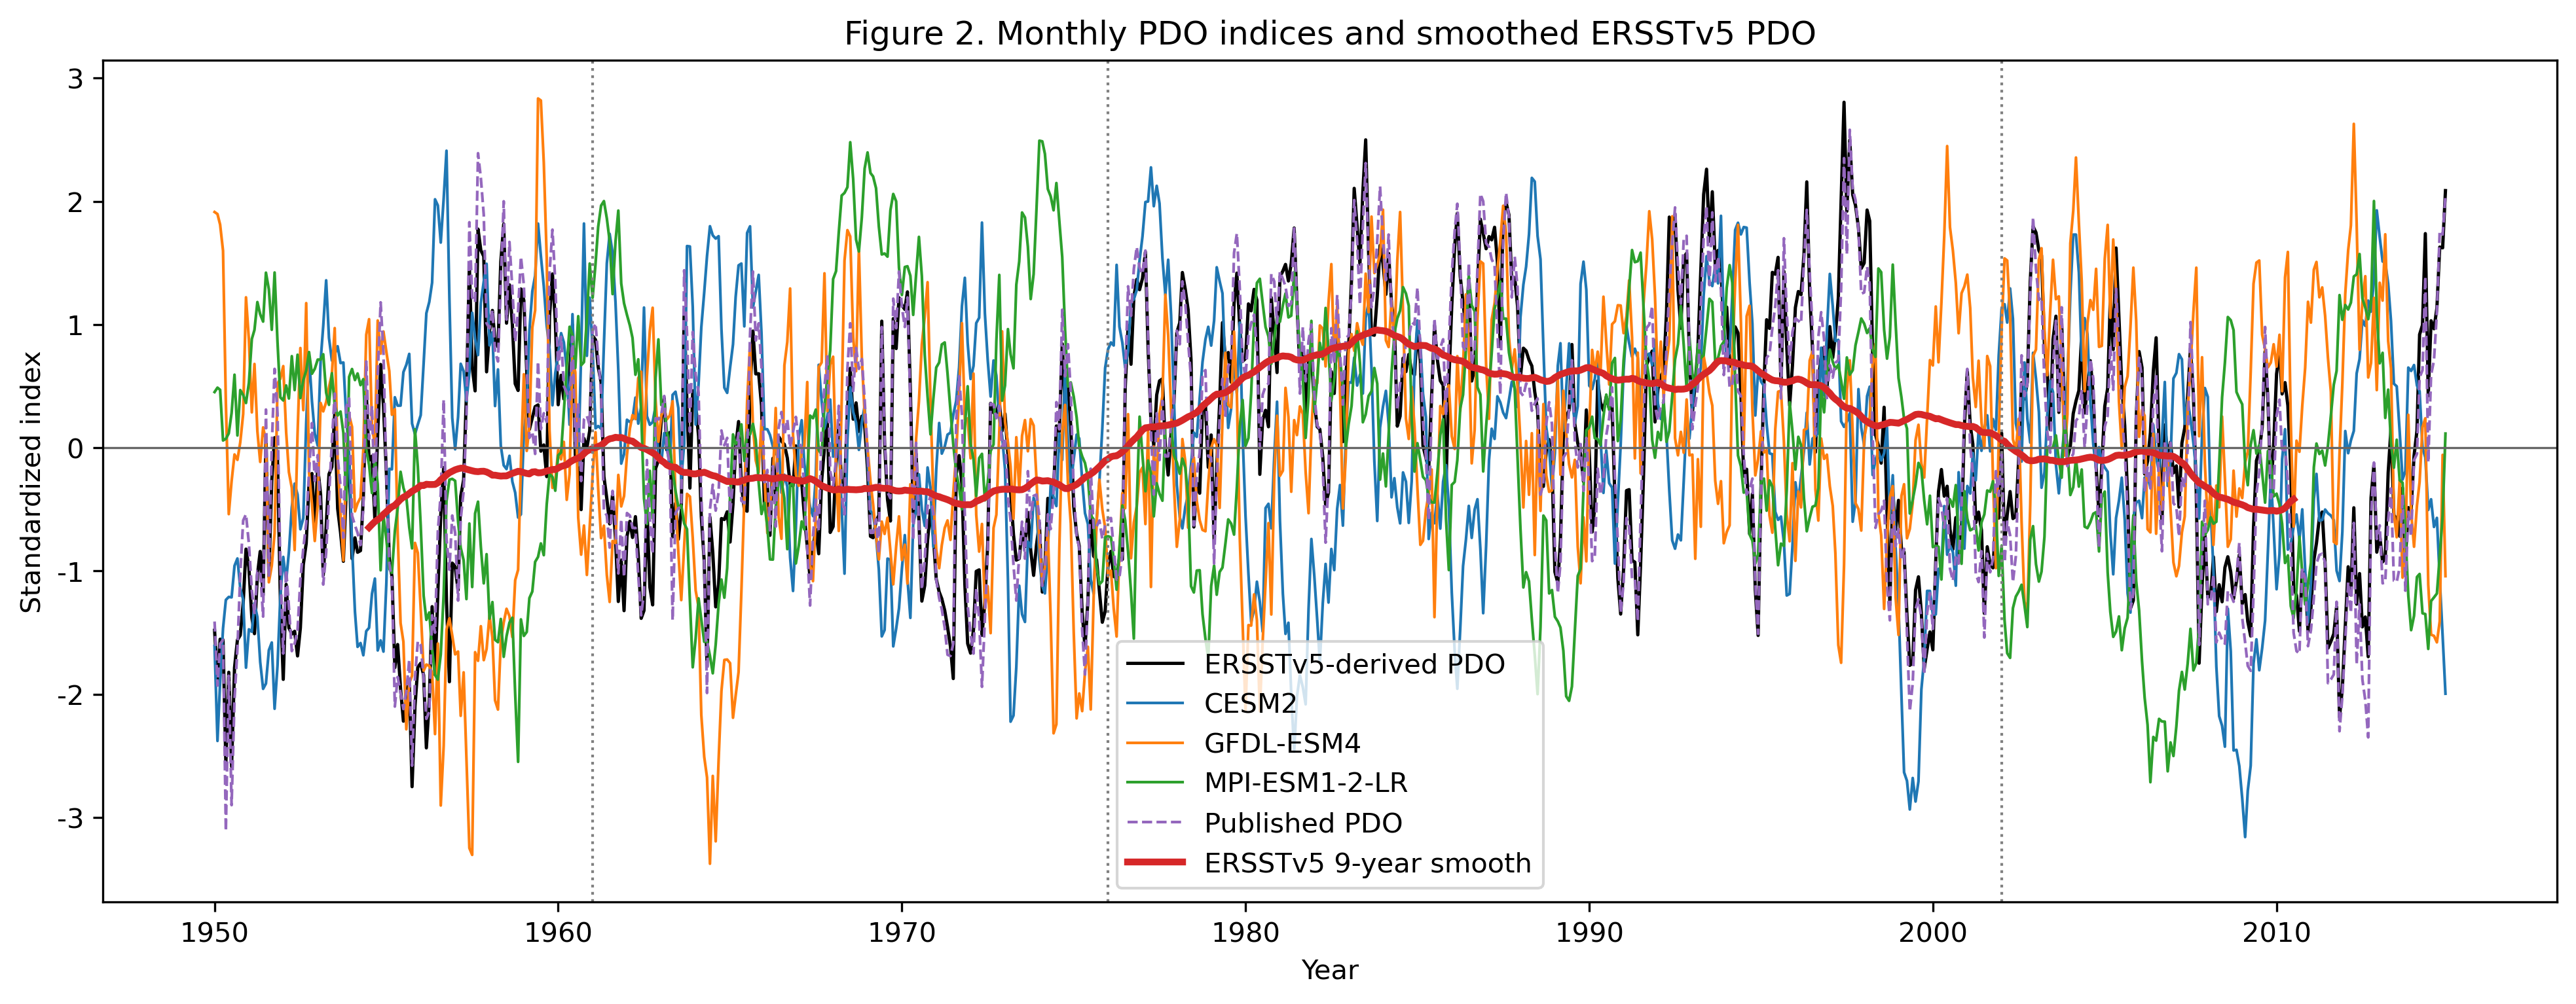 Figure 2. Monthly PDO indices and smoothed ERSSTv5 PDO
Standardized index
3
2
1
0
-1
-2
-3
ERSSTv5-derived PDO
CESM2
GFDL-ESM4
MPI-ESM1-2-LR
Published PDO
ERSSTv5 9-year smooth
1950 1960 1970 1980 1990 2000 2010
Year